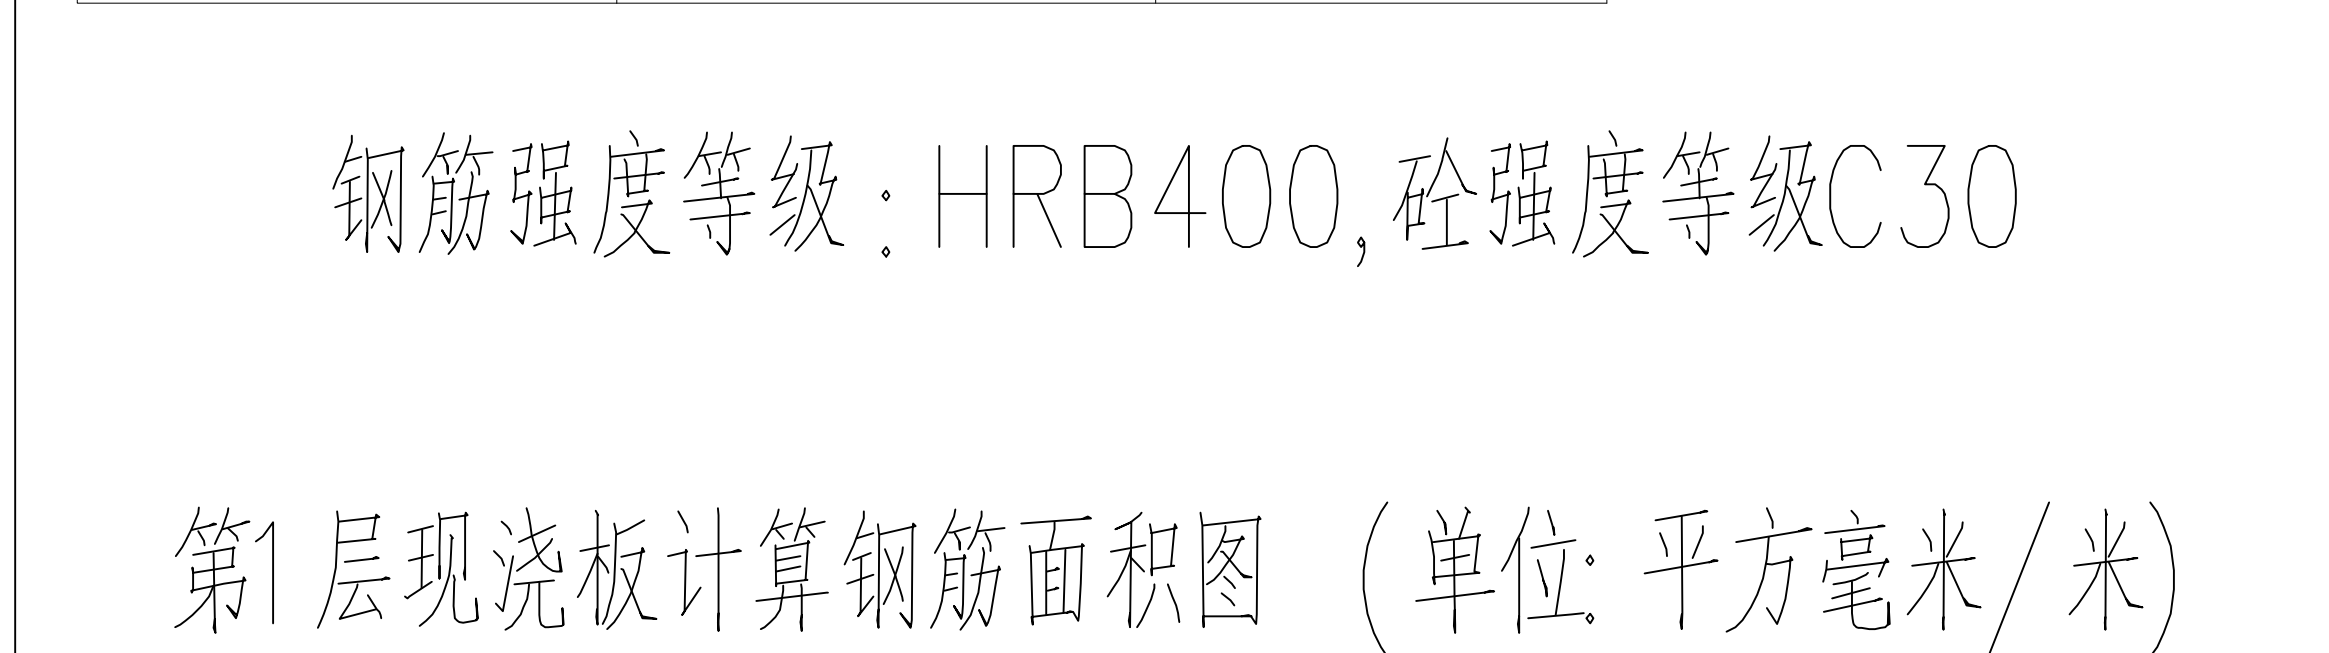 钢筋强度等级：HRB400,砼强度等级C30
第1层现浇板计算钢筋面积图 (单位：平方毫米/米)